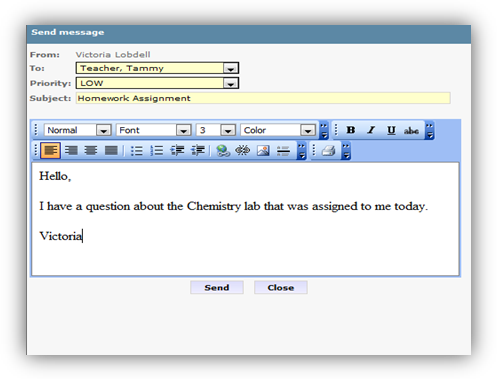 Send message
From: Victoria Lobdell
To: Teacher, Tammy
Priority: LOW
Subject: Homework Assignment
Normal Font 3 Color B I U abc
Hello,
I have a question about the Chemistry lab that was assigned to me today.
Victoria
Send Close